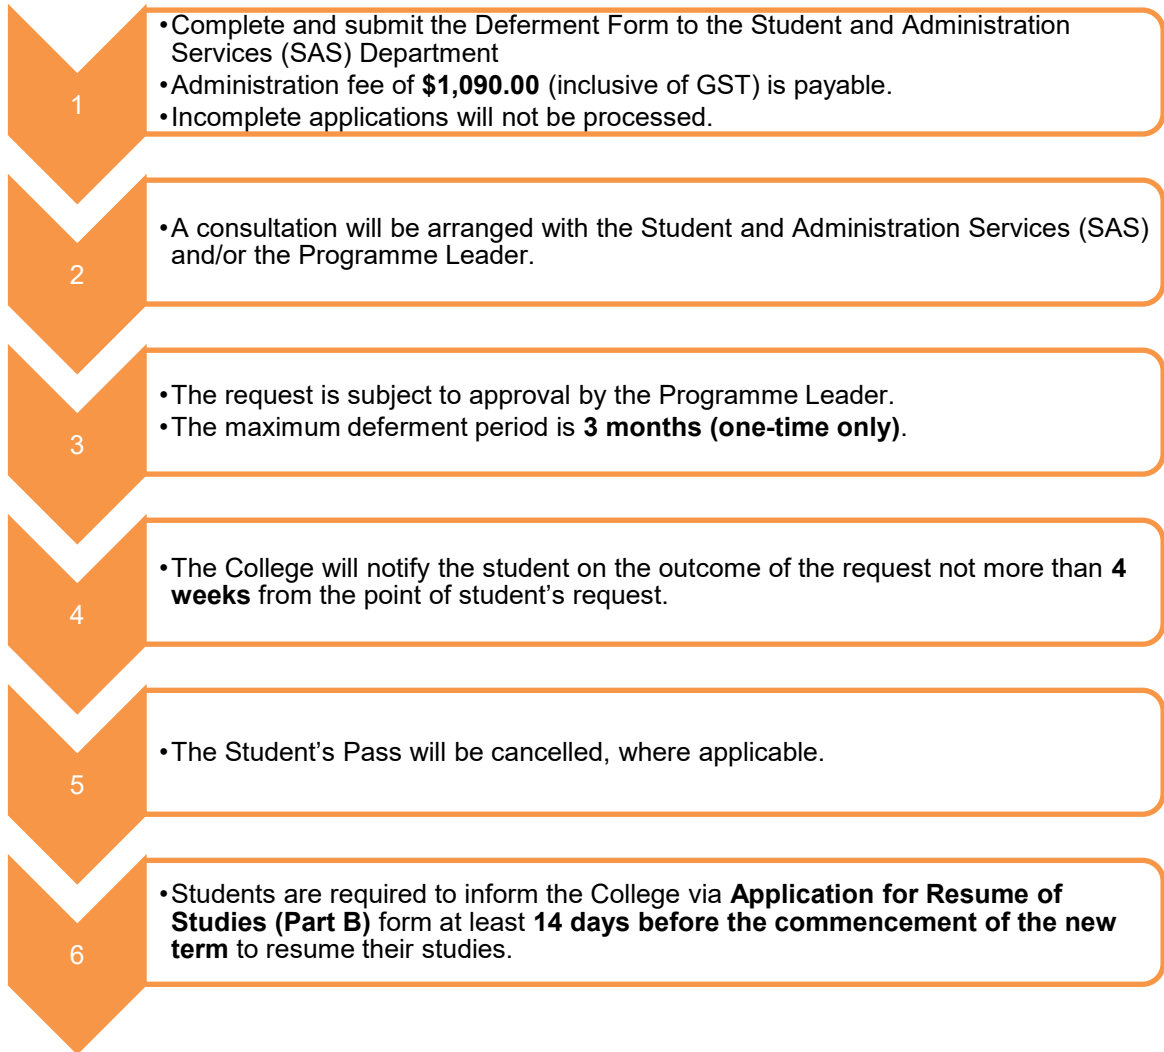 1
•Complete and submit the Deferment Form to the Student and Administration
Services (SAS) Department
•Administration fee of $1,090.00 (inclusive of GST) is payable.
•Incomplete applications will not be processed.
2
•A consultation will be arranged with the Student and Administration Services (SAS)
and/or the Programme Leader.
3
•The request is subject to approval by the Programme Leader.
•The maximum deferment period is 3 months (one-time only).
4
•The College will notify the student on the outcome of the request not more than 4
weeks from the point of student’s request.
5
•The Student’s Pass will be cancelled, where applicable.
6
•Students are required to inform the College via Application for Resume of
Studies (Part B) form at least 14 days before the commencement of the new
term to resume their studies.